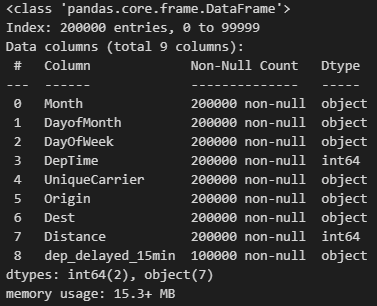 <class 'pandas.core.frame.DataFrame'>
Index: 200000 entries, 0 to 99999
Data columns (total 9 columns):
 #   Column             Non-Null Count   Dtype
---  ------             --------------   -----
 0   Month              200000 non-null  object
 1   DayofMonth         200000 non-null  object
 2   DayOfWeek          200000 non-null  object
 3   DepTime            200000 non-null  int64
 4   UniqueCarrier      200000 non-null  object
 5   Origin             200000 non-null  object
 6   Dest               200000 non-null  object
 7   Distance           200000 non-null  int64
 8   dep_delayed_15min  100000 non-null  object
dtypes: int64(2), object(7)
memory usage: 15.3+ MB